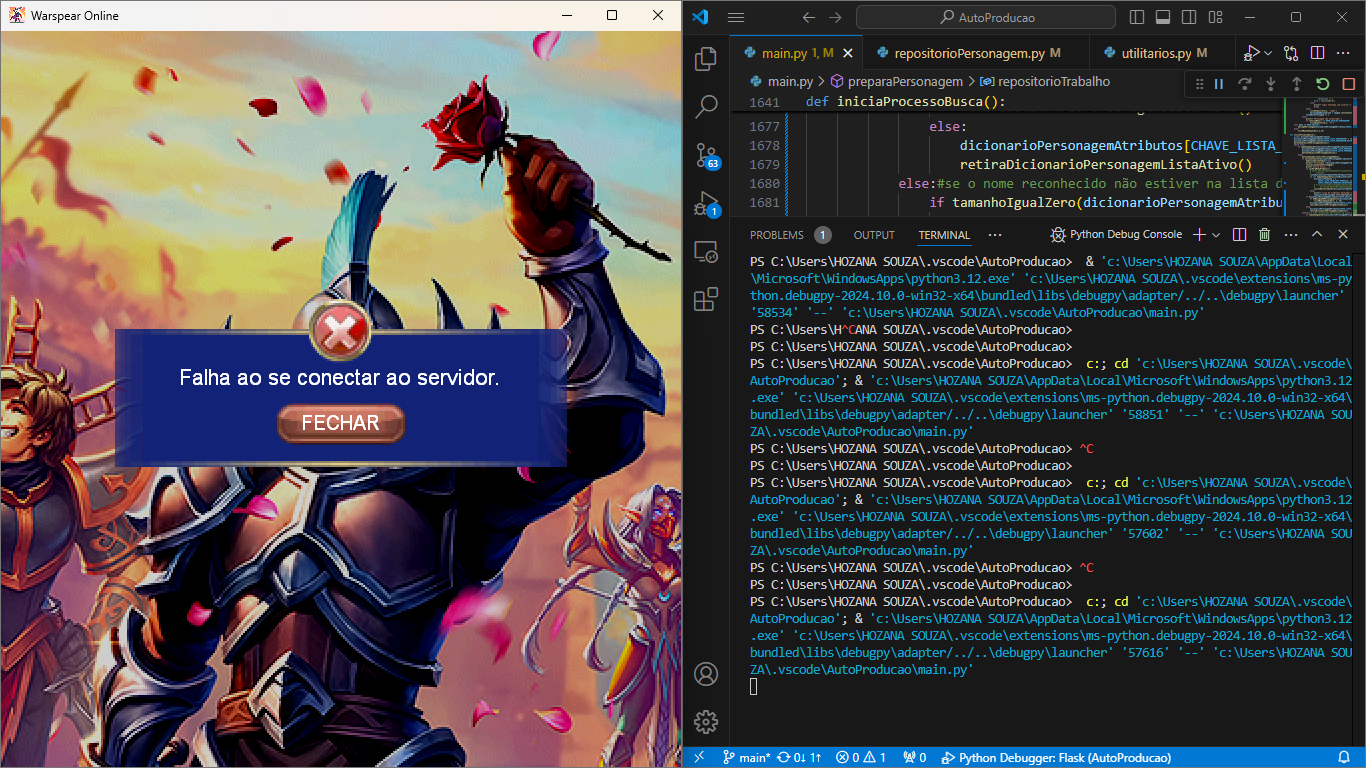 Warspear Online
Falha ao se conectar ao servidor.
FECHAR
AutoProducao
main.py 1, M
repositorioPersonagem.py M
utilitarios.py M
main.py > preparaPersonagem > repositorioTrabalho
1641 def iniciaProcessoBusca():
1677 else:
1678 dicionarioPersonagemAtributos[CHAVE_LISTA_
1679 retiraDicionarioPersonagemListaAtivo()
1680 else:#se o nome reconhecido não estiver na lista d
1681 if tamanhoIgualZero(dicionarioPersonagemAtribu
63
1
PROBLEMS 1 OUTPUT TERMINAL ··· Python Debug Console
PS C:\Users\HOZANA SOUZA\.vscode\AutoProducao> & 'c:\Users\HOZANA SOUZA\AppData\Local
\Microsoft\WindowsApps\python3.12.exe' 'c:\Users\HOZANA SOUZA\.vscode\extensions\ms-py
thon.debugpy-2024.10.0-win32-x64\bundled\libs\debugpy\adapter/../..\debugpy\launcher'
'58534' '--' 'c:\Users\HOZANA SOUZA\.vscode\AutoProducao\main.py'
PS C:\Users\H^CANA SOUZA\.vscode\AutoProducao>
PS C:\Users\HOZANA SOUZA\.vscode\AutoProducao>
PS C:\Users\HOZANA SOUZA\.vscode\AutoProducao> c:; cd 'c:\Users\HOZANA SOUZA\.vscode\
AutoProducao'; & 'c:\Users\HOZANA SOUZA\AppData\Local\Microsoft\WindowsApps\python3.12
.exe' 'c:\Users\HOZANA SOUZA\.vscode\extensions\ms-python.debugpy-2024.10.0-win32-x64\
bundled\libs\debugpy\adapter/../..\debugpy\launcher' '58851' '--' 'c:\Users\HOZANA SOU
ZA\.vscode\AutoProducao\main.py'
PS C:\Users\HOZANA SOUZA\.vscode\AutoProducao> ^C
PS C:\Users\HOZANA SOUZA\.vscode\AutoProducao>
PS C:\Users\HOZANA SOUZA\.vscode\AutoProducao> c:; cd 'c:\Users\HOZANA SOUZA\.vscode\
AutoProducao'; & 'c:\Users\HOZANA SOUZA\AppData\Local\Microsoft\WindowsApps\python3.12
.exe' 'c:\Users\HOZANA SOUZA\.vscode\extensions\ms-python.debugpy-2024.10.0-win32-x64\
bundled\libs\debugpy\adapter/../..\debugpy\launcher' '57602' '--' 'c:\Users\HOZANA SOU
ZA\.vscode\AutoProducao\main.py'
PS C:\Users\HOZANA SOUZA\.vscode\AutoProducao> ^C
PS C:\Users\HOZANA SOUZA\.vscode\AutoProducao>
PS C:\Users\HOZANA SOUZA\.vscode\AutoProducao> c:; cd 'c:\Users\HOZANA SOUZA\.vscode\
AutoProducao'; & 'c:\Users\HOZANA SOUZA\AppData\Local\Microsoft\WindowsApps\python3.12
.exe' 'c:\Users\HOZANA SOUZA\.vscode\extensions\ms-python.debugpy-2024.10.0-win32-x64\
bundled\libs\debugpy\adapter/../..\debugpy\launcher' '57616' '--' 'c:\Users\HOZANA SOU
ZA\.vscode\AutoProducao\main.py'
main* 0↓ 1↑ 0 1 0 Python Debugger: Flask (AutoProducao)